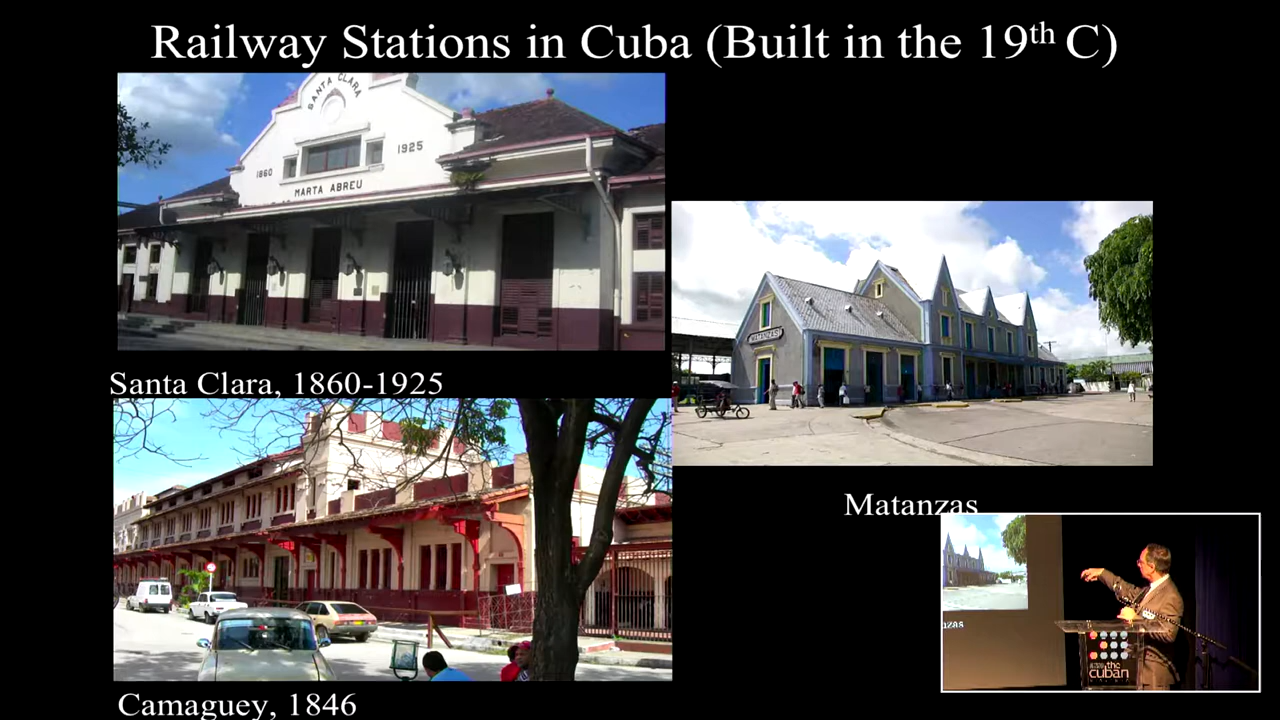 Railway Stations in Cuba (Built in the 19th C)
SANTA CLARA
1860
1925
MARTA ABREU
Santa Clara, 1860-1925
MATANZAS
Matanzas
Camaguey, 1846
nzas
the
cuban